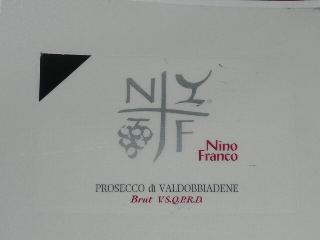 N
F
Nino
Franco
PROSECCO di VALDOBBIADENE
Brut V.S.Q.P.R.D.